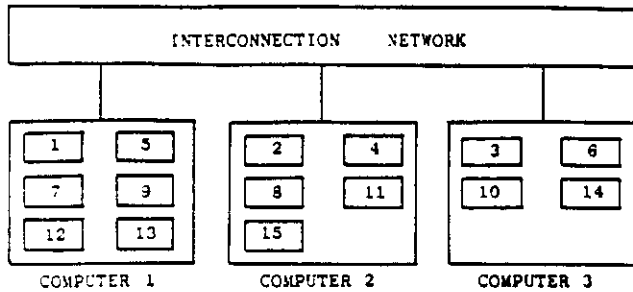 INTERCONNECTION NETWORK
1 5 2 4 3 6
7 9 8 11 10 14
12 13 15
COMPUTER 1 COMPUTER 2 COMPUTER 3